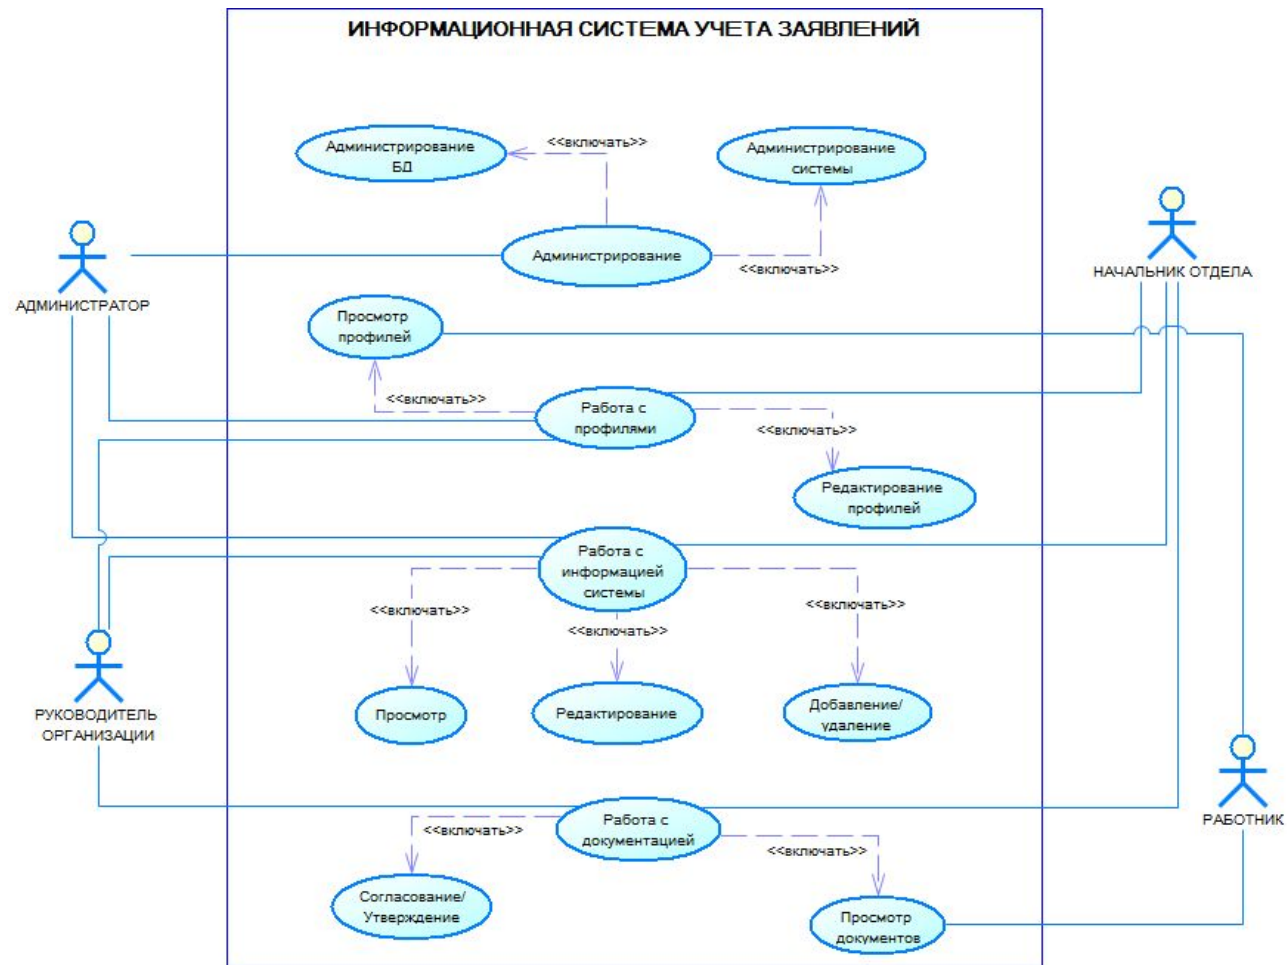 ИНФОРМАЦИОННАЯ СИСТЕМА УЧЕТА ЗАЯВЛЕНИЙ
Администрирование
БД
<<включать>>
Администрирование
системы
Администрирование
<<включать>>
АДМИНИСТРАТОР
НАЧАЛЬНИК ОТДЕЛА
Просмотр
профилей
<<включать>>
Работа с
профилями
<<включать>>
Редактирование
профилей
Работа с
информацией
системы
<<включать>>
<<включать>>
<<включать>>
Просмотр
Редактирование
Добавление/
удаление
РУКОВОДИТЕЛЬ
ОРГАНИЗАЦИИ
РАБОТНИК
<<включать>>
Работа с
документацией
<<включать>>
Согласование/
Утверждение
Просмотр
документов